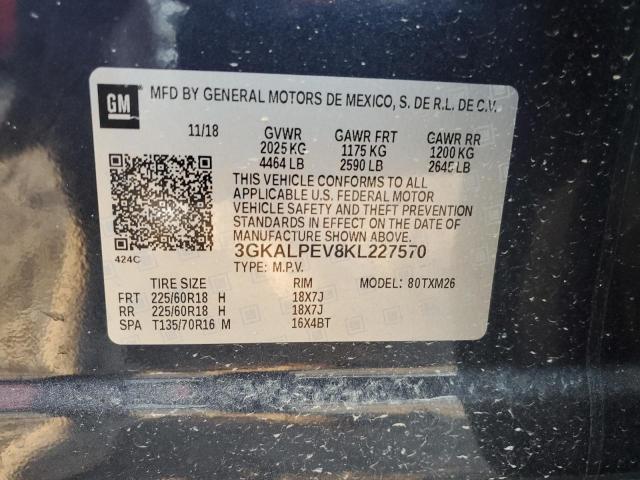 GM MFD BY GENERAL MOTORS DE MEXICO, S. DE R.L. DE C.V.
11/18 GVWR GAWR FRT GAWR RR
2025 KG 1175 KG 1200 KG
4464 LB 2590 LB 2645 LB
THIS VEHICLE CONFORMS TO ALL
APPLICABLE U.S. FEDERAL MOTOR
VEHICLE SAFETY AND THEFT PREVENTION
STANDARDS IN EFFECT ON THE DATE OF
MANUFACTURE SHOWN ABOVE.
424C 3GKALPEV8KL227570
TYPE: M.P.V.
TIRE SIZE RIM MODEL: 80TXM26
FRT 225/60R18 H 18X7J
RR 225/60R18 H 18X7J
SPA T135/70R16 M 16X4BT